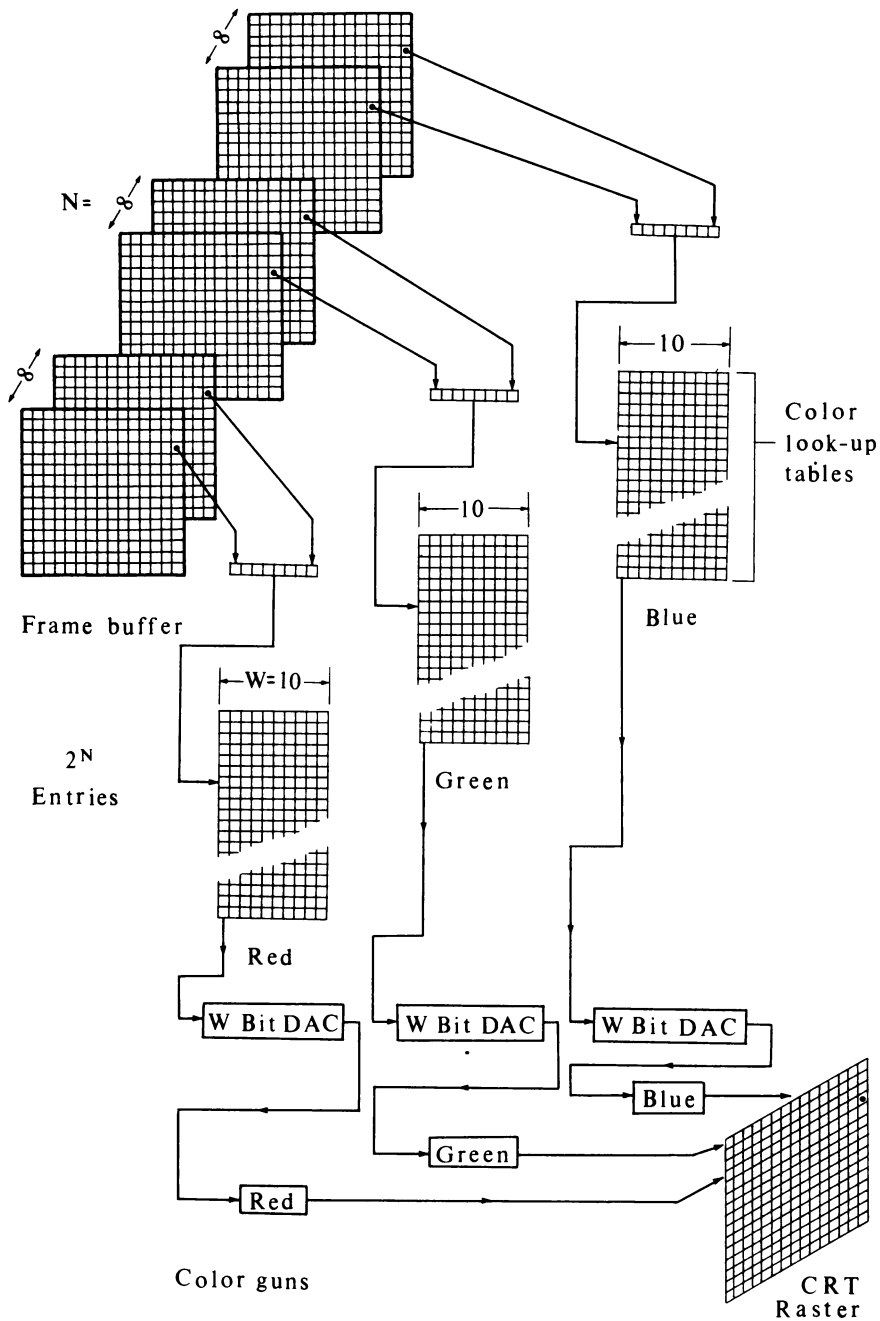 8
N= 8
8
10
Color
look-up
tables
10
Frame buffer
Blue
W=10
2ᴺ
Entries
Green
Red
W Bit DAC
W Bit DAC
W Bit DAC
Blue
Green
Red
Color guns
CRT
Raster